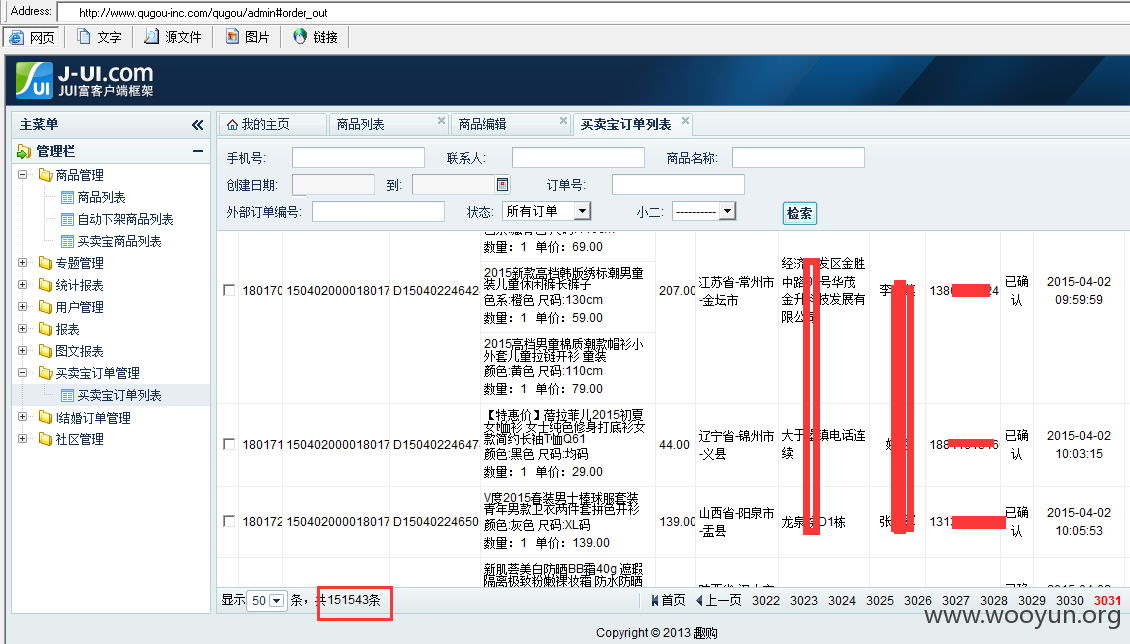 Address: http://www.qugou-inc.com/qugou/admin#order_out
网页 文字 源文件 图片 链接
J-UI.com
JUI富客户端框架
主菜单
管理栏
商品管理
商品列表
自动下架商品列表
买卖宝商品列表
专题管理
统计报表
用户管理
报表
图文报表
买卖宝订单管理
买卖宝订单列表
I结婚订单管理
社区管理
我的主页 商品列表 商品编辑 买卖宝订单列表
手机号: 联系人: 商品名称:
创建日期: 到: 订单号:
外部订单编号: 状态: 所有订单 小二: ---------- 检索
数量：1 单价：69.00
2015新款高档韩版绣标潮男童
装儿童休闲裤长裤子
色系:橙色 尺码:130cm
数量：1 单价：59.00
2015高档男童棉质潮款帽衫小
外套儿童拉链开衫 童装
颜色:黄色 尺码:110cm
数量：1 单价：79.00
18017 15040200001801 D15040224642
207.00
江苏省-常州市
-金坛市
经济 发区金胜
中路 号华茂
金升 技发展有
限公
李
138 24
已确
认
2015-04-02
09:59:59
180171 150402000018017 D1504022464
【特惠价】蓓拉菲儿2015初夏
女t恤衫 女士纯色修身打底衫女
款简约长袖T恤Q61
颜色:黑色 尺码:均码
数量：1 单价：29.00
44.00
辽宁省-锦州市
-义县
大于 镇电话连
续
188
已确
认
2015-04-02
10:03:15
180172 150402000018017 D15040224650
V度2015春装男士棒球服套装
青年男款卫衣两件套拼色开衫
颜色:灰色 尺码:XL码
数量：1 单价：139.00
139.00
山西省-阳泉市
-盂县
龙泉 D1栋
张
131
已确
认
2015-04-02
10:05:53
新肌荟美白防晒BB霜40g 遮瑕
隔离极致粉嫩裸妆霜 防水防晒
显示 50 条，共151543条
首页 上一页 3022 3023 3024 3025 3026 3027 3028 3029 3030 3031
www.wooyun.org
Copyright © 2013 趣购